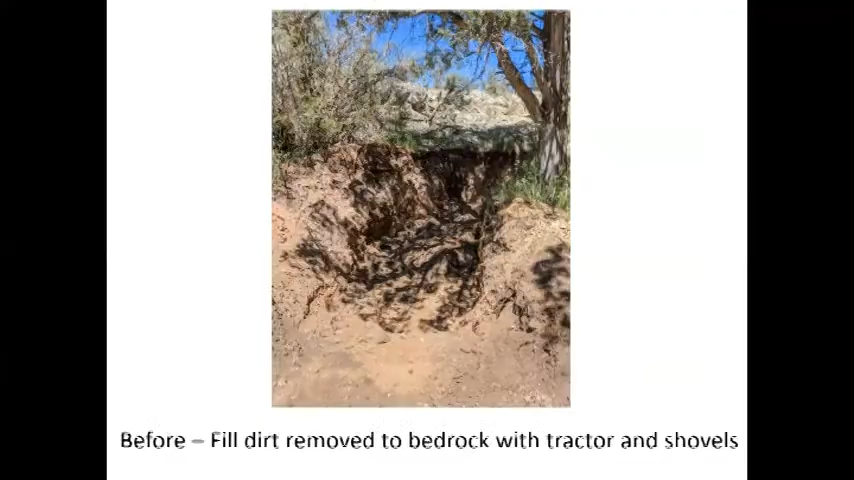 Before – Fill dirt removed to bedrock with tractor and shovels